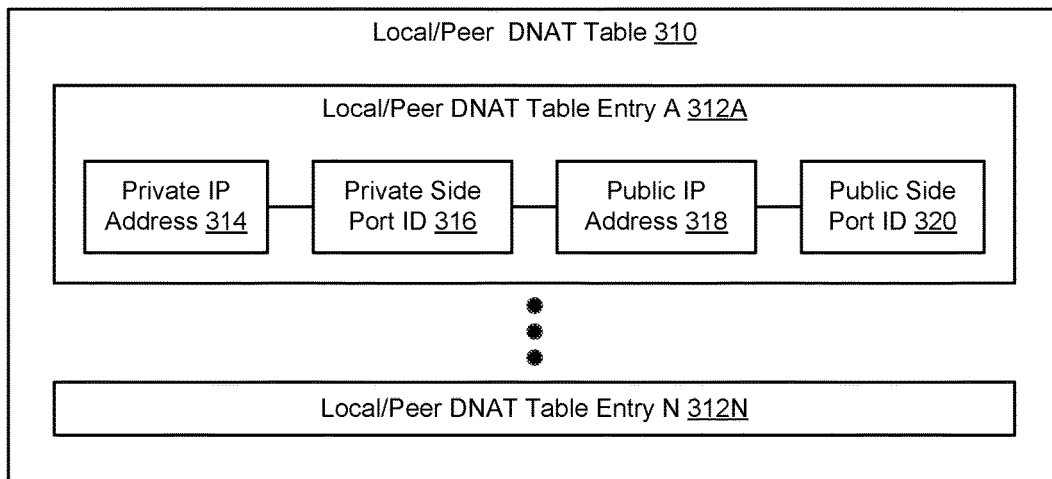 Local/Peer DNAT Table 310
Local/Peer DNAT Table Entry A 312A
Private IP
Address 314
Private Side
Port ID 316
Public IP
Address 318
Public Side
Port ID 320
Local/Peer DNAT Table Entry N 312N